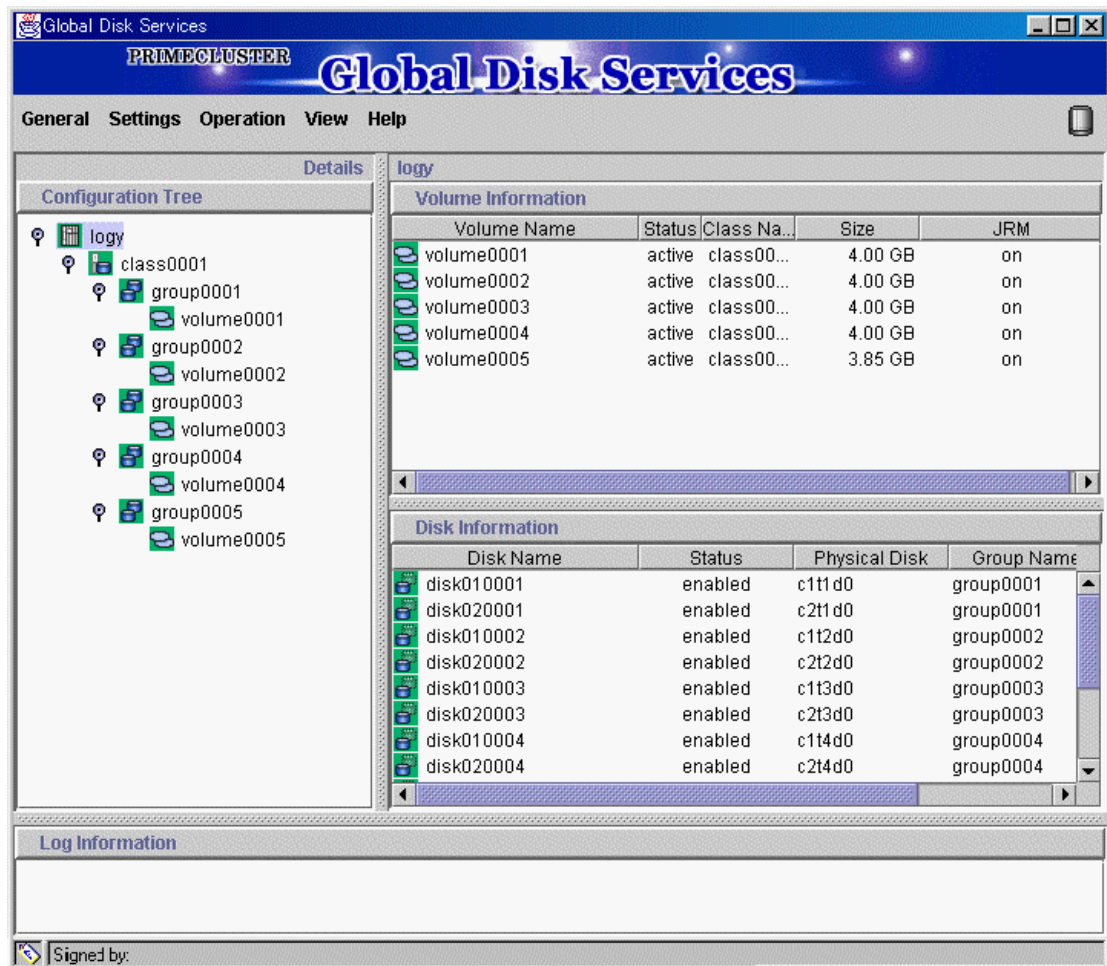 Global Disk Services
PRIMECLUSTER
Global Disk Services
General Settings Operation View Help
Details
Configuration Tree
logy
class0001
group0001
volume0001
group0002
volume0002
group0003
volume0003
group0004
volume0004
group0005
volume0005
logy
Volume Information
Volume Name Status Class Na... Size JRM
volume0001 active class00... 4.00 GB on
volume0002 active class00... 4.00 GB on
volume0003 active class00... 4.00 GB on
volume0004 active class00... 4.00 GB on
volume0005 active class00... 3.85 GB on
Disk Information
Disk Name Status Physical Disk Group Name
disk010001 enabled c1t1d0 group0001
disk020001 enabled c2t1d0 group0001
disk010002 enabled c1t2d0 group0002
disk020002 enabled c2t2d0 group0002
disk010003 enabled c1t3d0 group0003
disk020003 enabled c2t3d0 group0003
disk010004 enabled c1t4d0 group0004
disk020004 enabled c2t4d0 group0004
Log Information
Signed by: